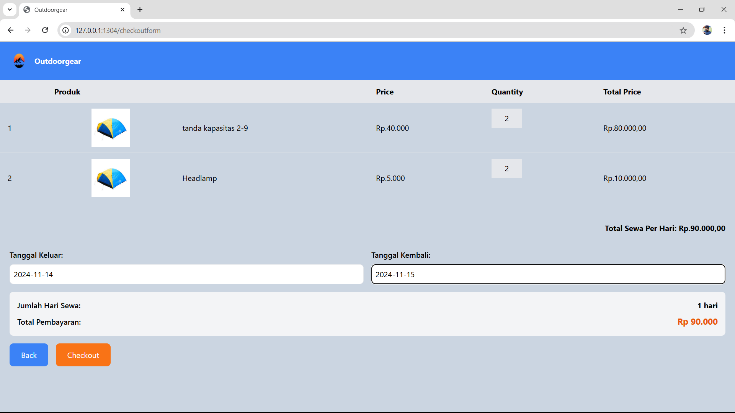 Outdoorgear
127.0.0.1:1304/checkoutform
Outdoorgear
Produk Price Quantity Total Price
1 tanda kapasitas 2-9 Rp.40.000 2 Rp.80.000,00
2 Headlamp Rp.5.000 2 Rp.10.000,00
Total Sewa Per Hari: Rp.90.000,00
Tanggal Keluar: Tanggal Kembali:
2024-11-14 2024-11-15
Jumlah Hari Sewa: 1 hari
Total Pembayaran: Rp 90.000
Back Checkout